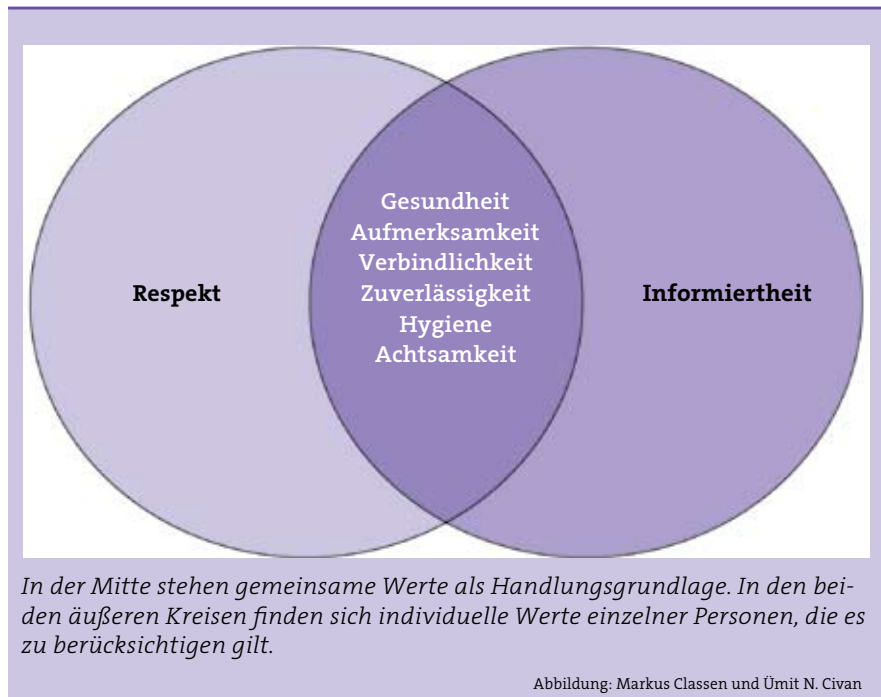 Gesundheit
Aufmerksamkeit
Verbindlichkeit
Respekt
Zuverlässigkeit
Informiertheit
Hygiene
Achtsamkeit
In der Mitte stehen gemeinsame Werte als Handlungsgrundlage. In den bei-
den äußeren Kreisen finden sich individuelle Werte einzelner Personen, die es
zu berücksichtigen gilt.
Abbildung: Markus Classen und Ümit N. Civan